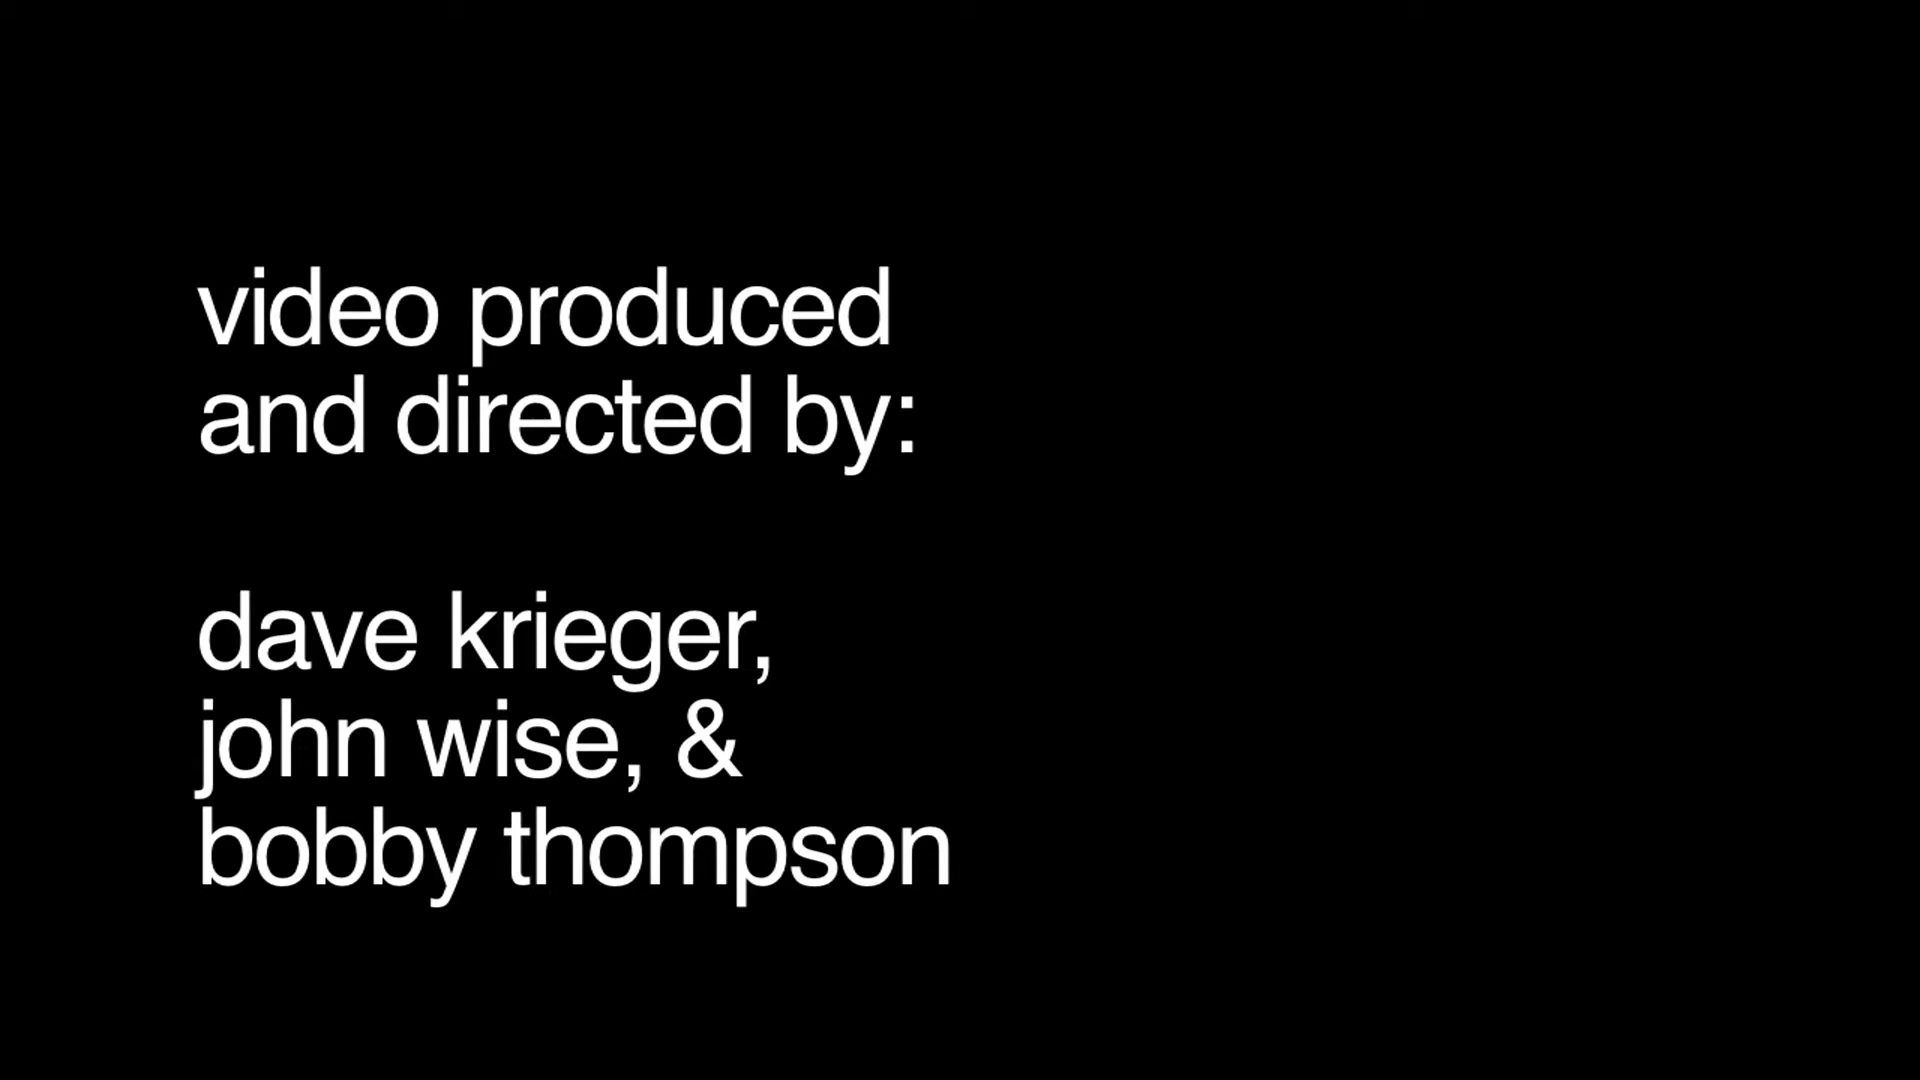 video produced
and directed by:
dave krieger,
john wise, &
bobby thompson